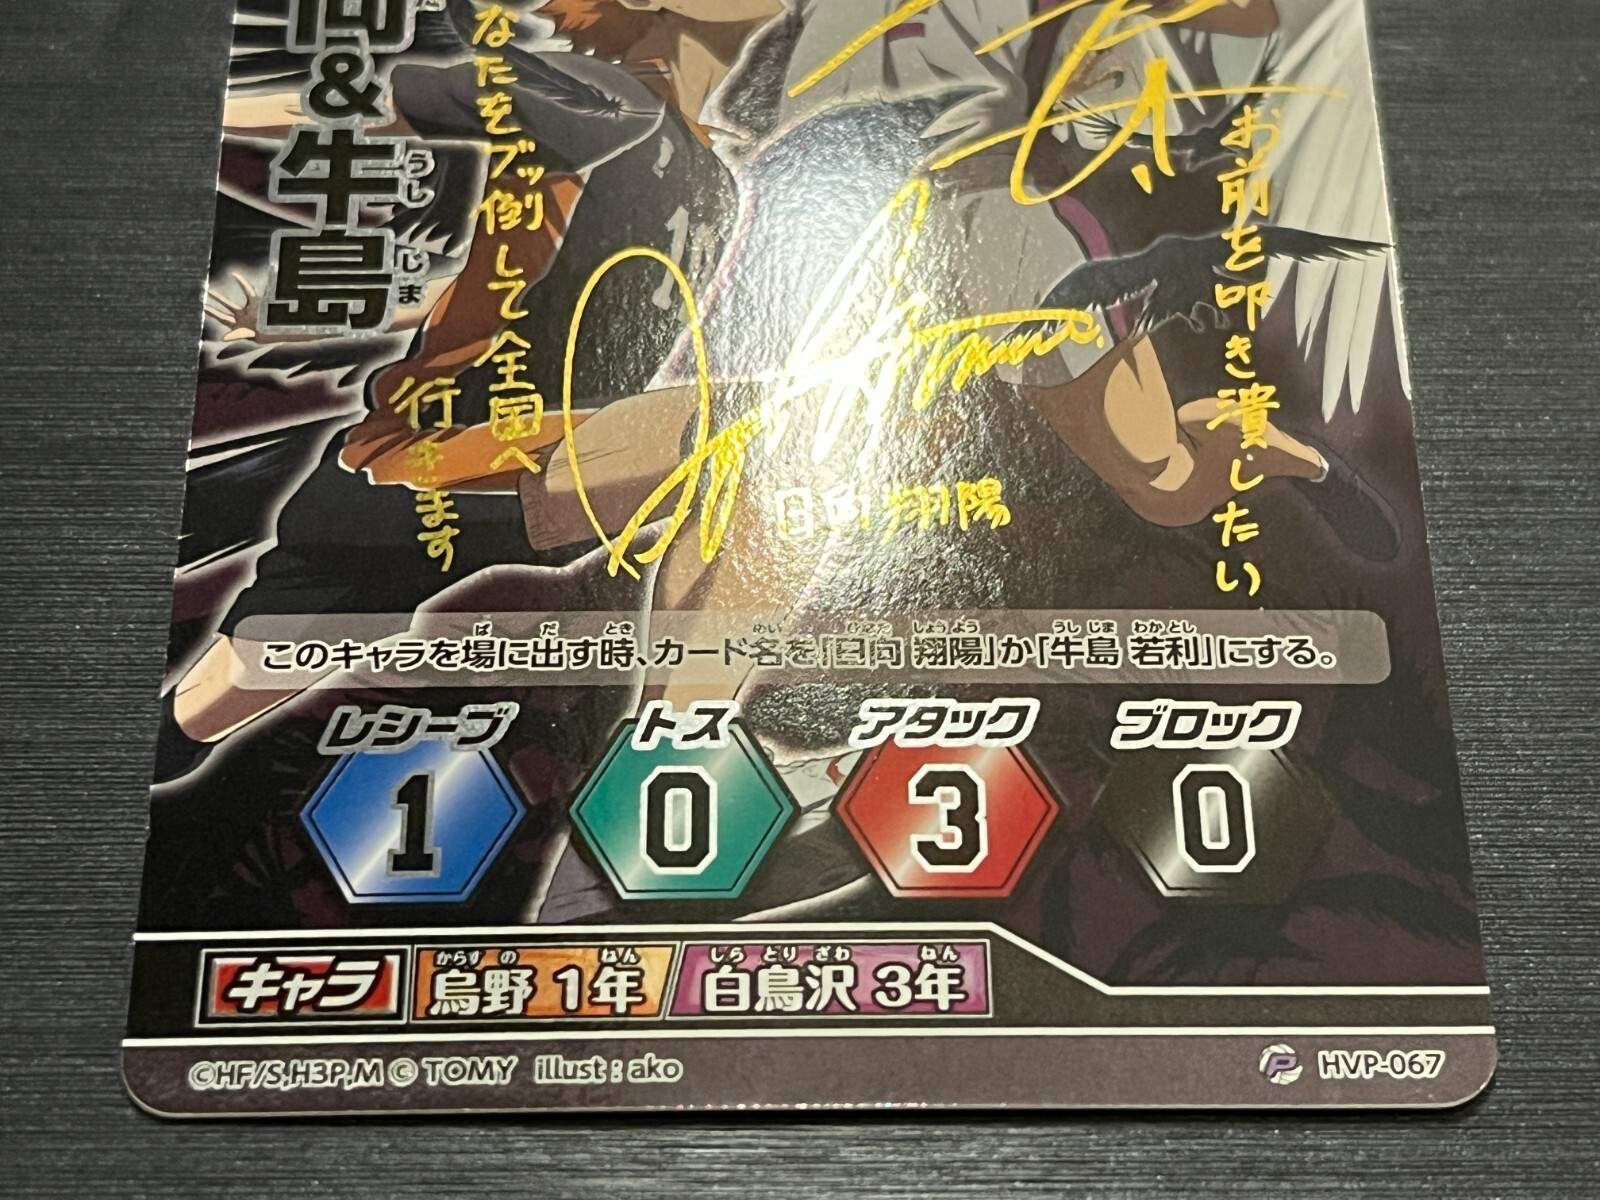 向&牛島
うしじま
お前を叩き潰したい
なたをブッ倒して全国へ
行きます
日向翔陽
このキャラを場に出す時、カード名を「日向 翔陽」か「牛島 若利」にする。
レシーブ トス アタック ブロック
1 0 3 0
キャラ 烏野 1年 白鳥沢 3年
©HF/S,H3P,M © TOMY illust : ako
P HVP-067